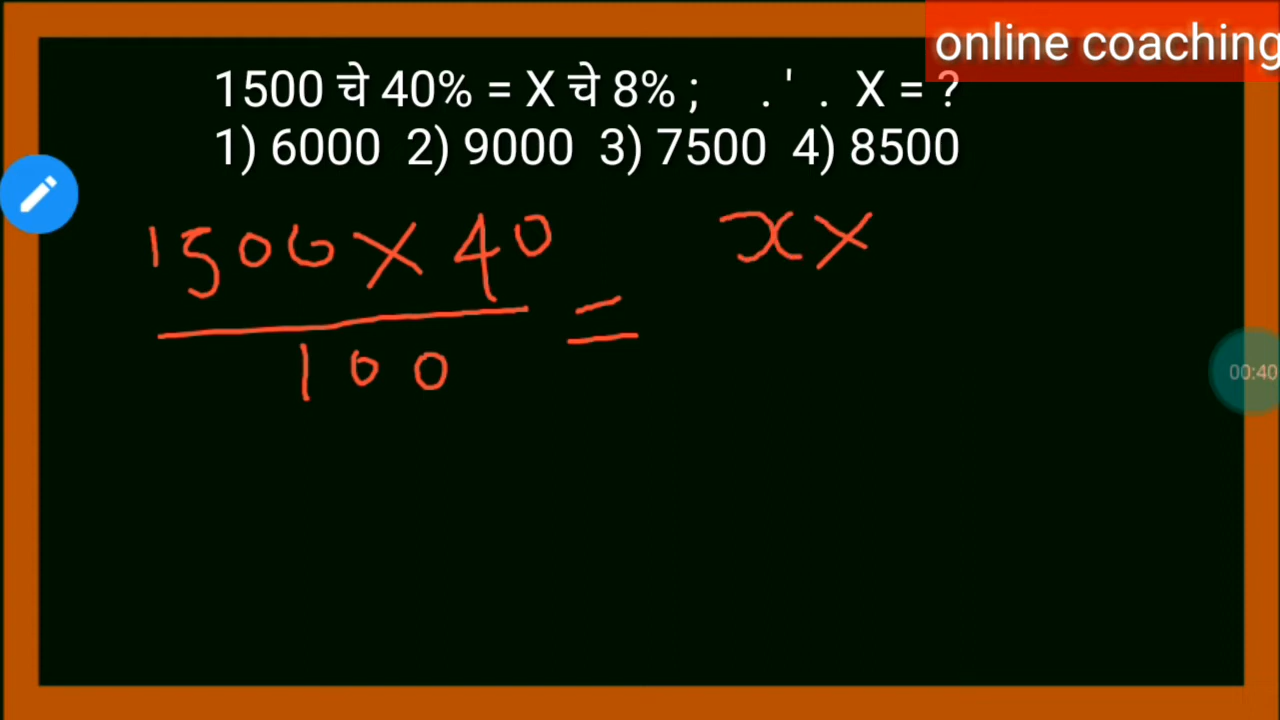 online coaching
1500 चे 40% = X चे 8% ; . ' . X = ?
1) 6000 2) 9000 3) 7500 4) 8500
1500 X 40 x X
=
100
00:40